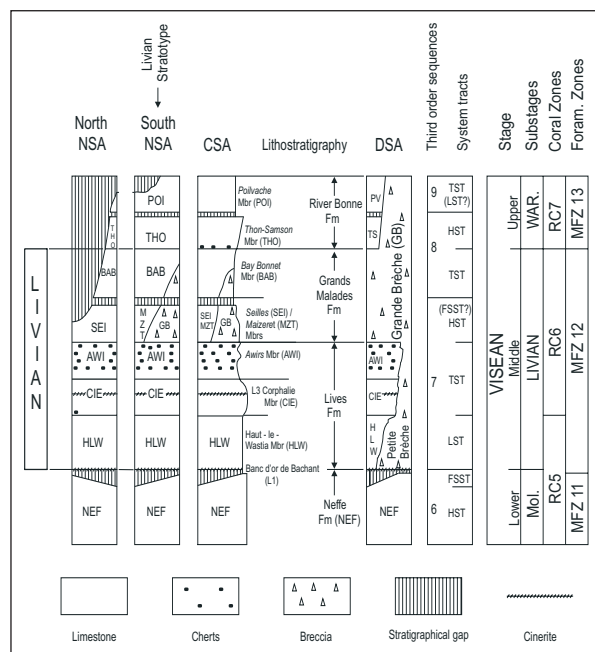 Livian
Stratotype
North
NSA
South
NSA
CSA
Lithostratigraphy
DSA
Third order sequences
System tracts
Stage
Substages
Coral Zones
Foram. Zones
LIVIAN
THO
BAB
SEI
AWI
CIE
HLW
NEF
POI
THO
BAB
MZT
GB
AWI
CIE
HLW
NEF
SEI
MZT
GB
AWI
CIE
HLW
NEF
Poilvache
Mbr (POI)
Thon-Samson
Mbr (THO)
Bay Bonnet
Mbr (BAB)
Seilles (SEI) /
Maizeret (MZT)
Mbrs
Awirs Mbr (AWI)
L3 Corphalie
Mbr (CIE)
Haut - le -
Wastia Mbr (HLW)
Banc d'or de Bachant
(L1)
River Bonne
Fm
Grands
Malades
Fm
Lives
Fm
Neffe
Fm (NEF)
PV
TS
Grande Brèche (GB)
AWI
CIE
HLW
Petite
Brèche
NEF
9
8
7
6
TST
(LST?)
HST
TST
(FSST?)
HST
TST
LST
FSST
HST
VISEAN
Upper
Middle
Lower
WAR.
LIVIAN
Mol.
RC7
RC6
RC5
MFZ 13
MFZ 12
MFZ 11
Limestone
Cherts
Breccia
Stratigraphical gap
Cinerite